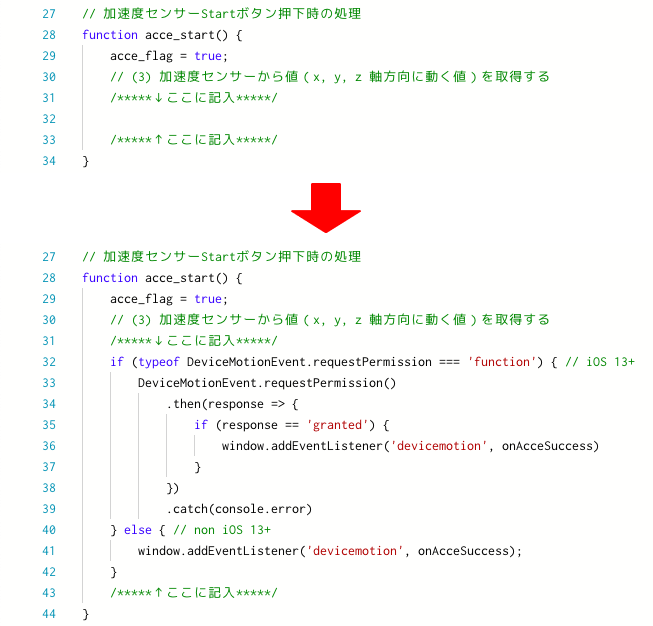 27 // 加速度センサーStartボタン押下時の処理
28 function acce_start() {
29 acce_flag = true;
30 // (3) 加速度センサーから値（x, y, z 軸方向に動く値）を取得する
31 /*****↓ここに記入*****/
32
33 /*****↑ここに記入*****/
34 }
27 // 加速度センサーStartボタン押下時の処理
28 function acce_start() {
29 acce_flag = true;
30 // (3) 加速度センサーから値（x, y, z 軸方向に動く値）を取得する
31 /*****↓ここに記入*****/
32 if (typeof DeviceMotionEvent.requestPermission === 'function') { // iOS 13+
33 DeviceMotionEvent.requestPermission()
34 .then(response => {
35 if (response == 'granted') {
36 window.addEventListener('devicemotion', onAcceSuccess)
37 }
38 })
39 .catch(console.error)
40 } else { // non iOS 13+
41 window.addEventListener('devicemotion', onAcceSuccess);
42 }
43 /*****↑ここに記入*****/
44 }